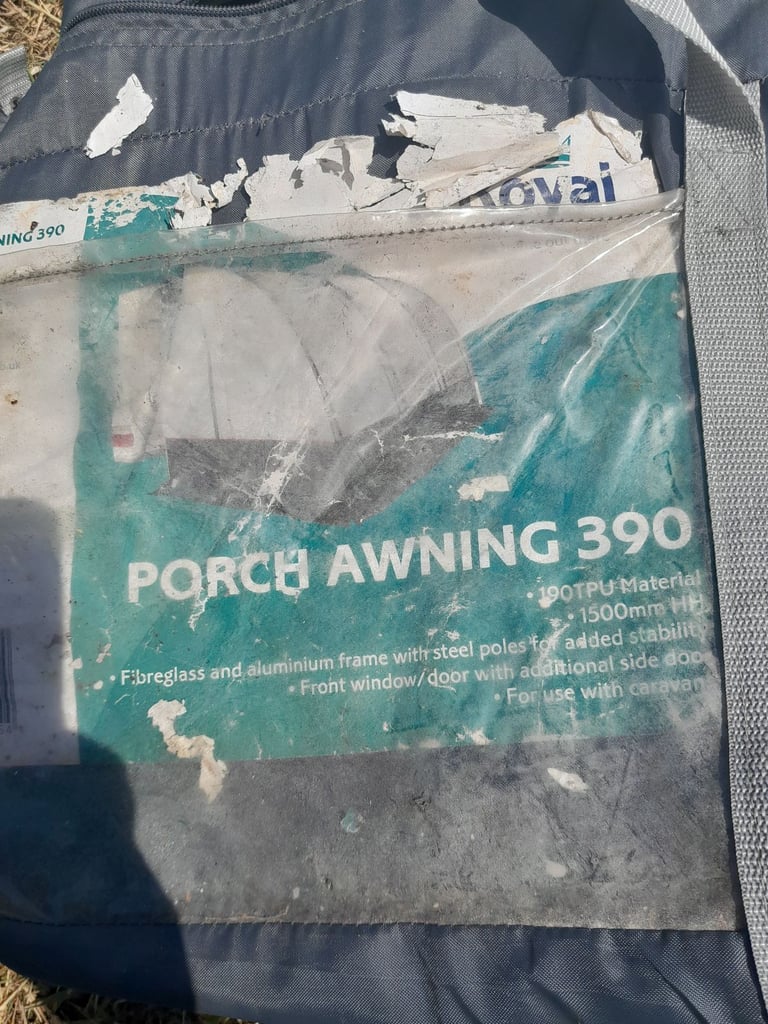 Royal
NING 390
o.uk
PORCH AWNING 390
• 190TPU Material
• 1500mm HH
• Fibreglass and aluminium frame with steel poles for added stabilit
• Front window/door with additional side doo
• For use with caravan